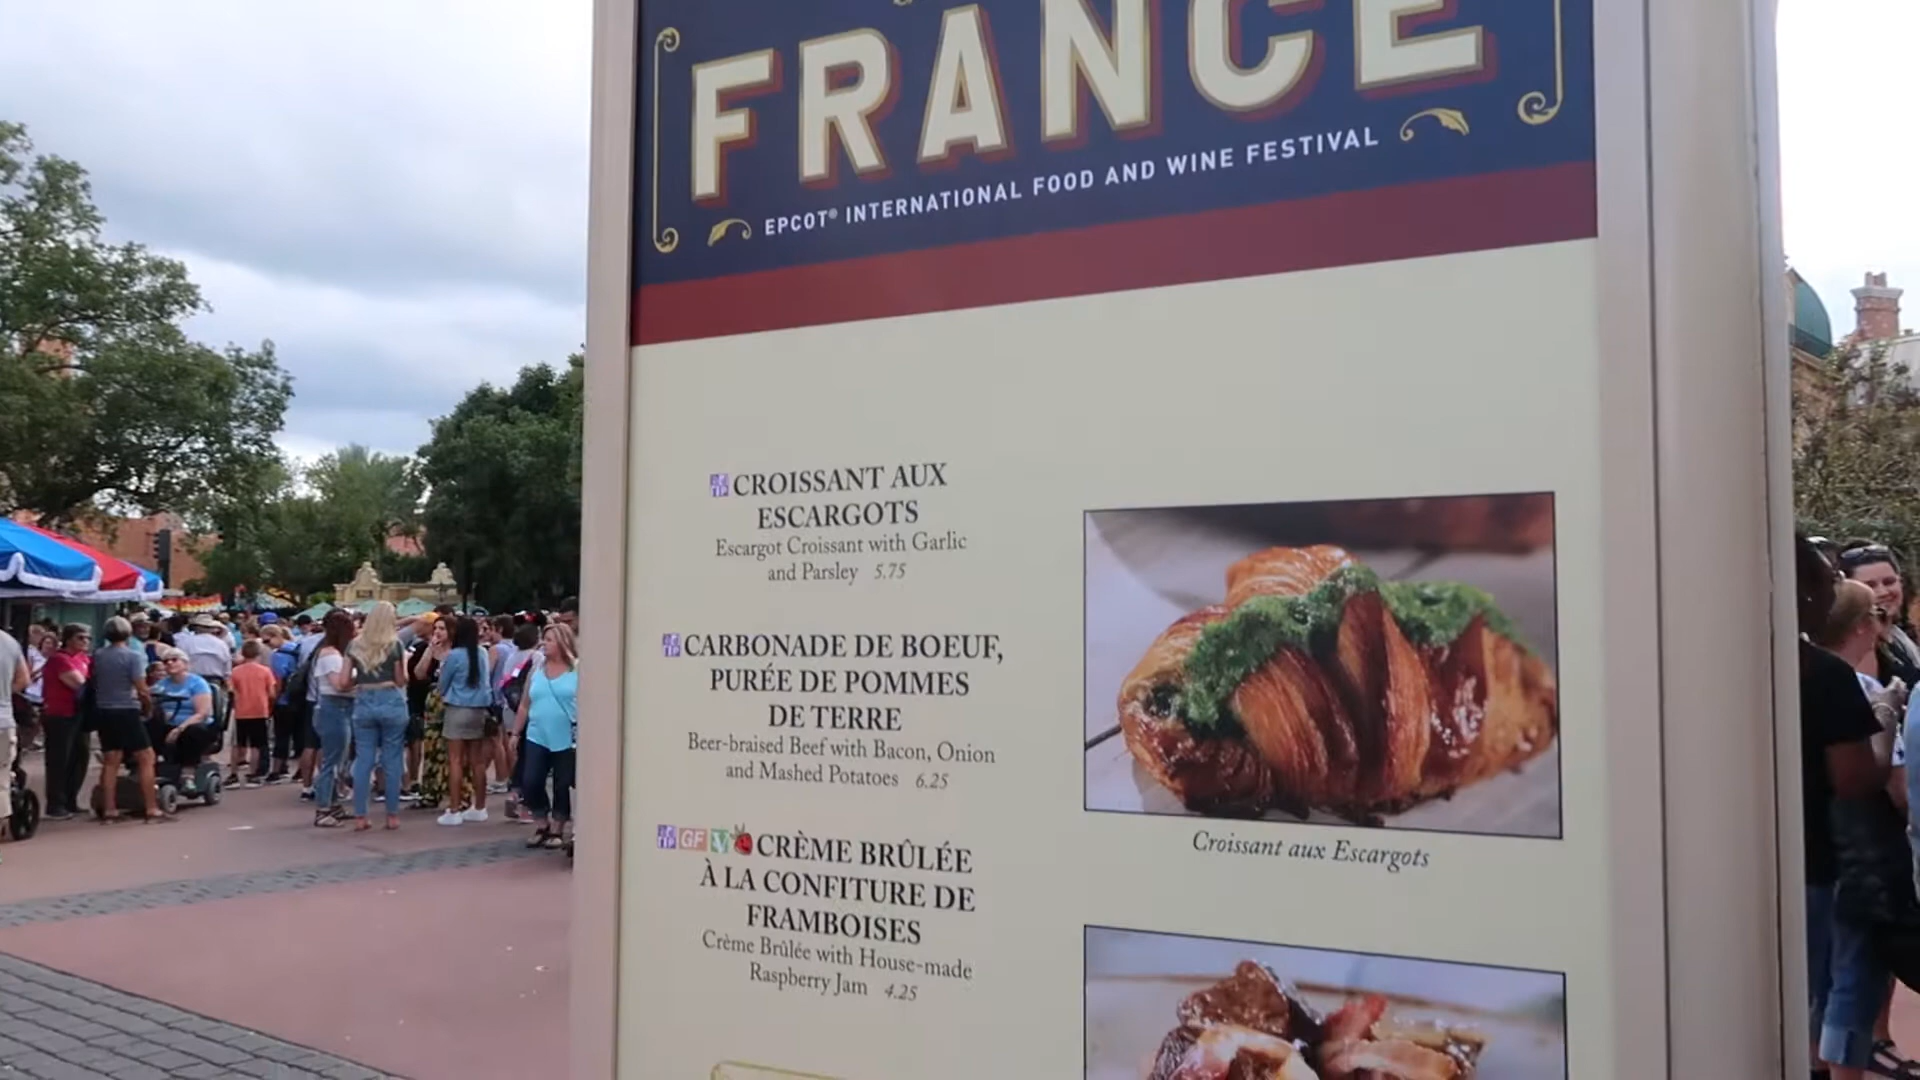 FRANCE
EPCOT® INTERNATIONAL FOOD AND WINE FESTIVAL
CROISSANT AUX
ESCARGOTS
Escargot Croissant with Garlic
and Parsley 5.75
CARBONADE DE BOEUF,
PURÉE DE POMMES
DE TERRE
Beer-braised Beef with Bacon, Onion
and Mashed Potatoes 6.25
GF V CRÈME BRÛLÉE
À LA CONFITURE DE
FRAMBOISES
Crème Brûlée with House-made
Raspberry Jam 4.25
Croissant aux Escargots